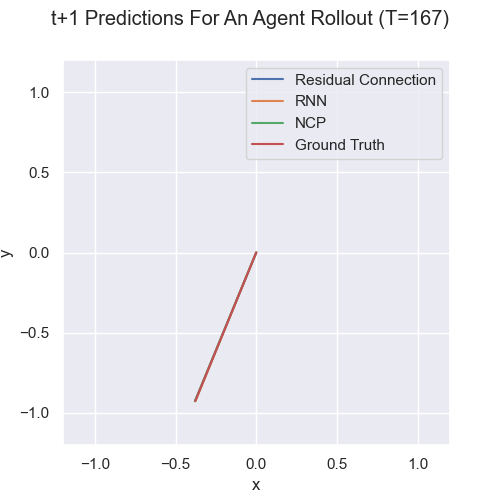 t+1 Predictions For An Agent Rollout (T=167)
Residual Connection
RNN
NCP
Ground Truth
1.0
0.5
0.0
−0.5
−1.0
y
−1.0 −0.5 0.0 0.5 1.0
x